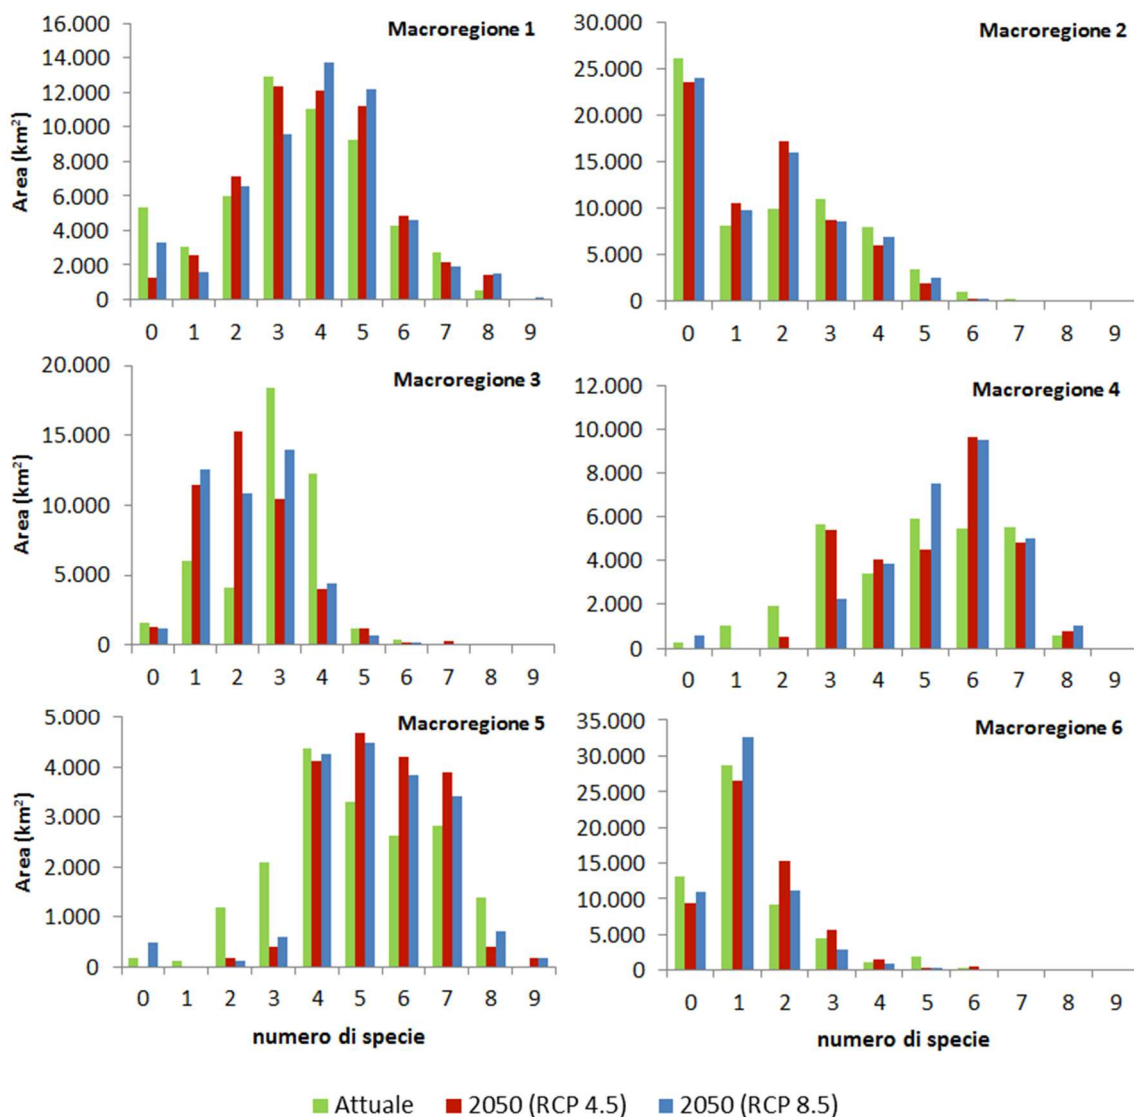 Macroregione 1
Area (km²)
16.000
14.000
12.000
10.000
8.000
6.000
4.000
2.000
0
0 1 2 3 4 5 6 7 8 9
Macroregione 2
30.000
25.000
20.000
15.000
10.000
5.000
0
0 1 2 3 4 5 6 7 8 9
Macroregione 3
Area (km²)
20.000
15.000
10.000
5.000
0
0 1 2 3 4 5 6 7 8 9
Macroregione 4
12.000
10.000
8.000
6.000
4.000
2.000
0
0 1 2 3 4 5 6 7 8 9
Macroregione 5
Area (km²)
5.000
4.000
3.000
2.000
1.000
0
0 1 2 3 4 5 6 7 8 9
numero di specie
Macroregione 6
35.000
30.000
25.000
20.000
15.000
10.000
5.000
0
0 1 2 3 4 5 6 7 8 9
numero di specie
Attuale 2050 (RCP 4.5) 2050 (RCP 8.5)